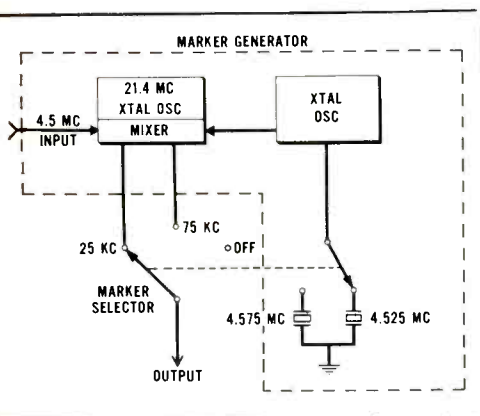 MARKER GENERATOR
21.4 MC
XTAL OSC
MIXER
XTAL
OSC
4.5 MC
INPUT
75 KC
25 KC
OFF
MARKER
SELECTOR
4.575 MC
4.525 MC
OUTPUT